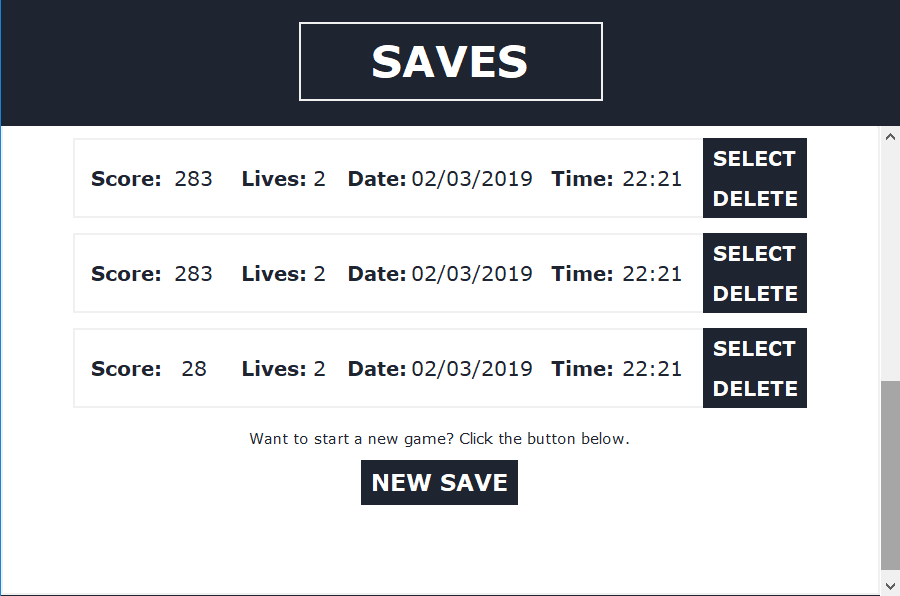 SAVES
Score: 283 Lives: 2 Date: 02/03/2019 Time: 22:21
SELECT
DELETE
Score: 283 Lives: 2 Date: 02/03/2019 Time: 22:21
SELECT
DELETE
Score: 28 Lives: 2 Date: 02/03/2019 Time: 22:21
SELECT
DELETE
Want to start a new game? Click the button below.
NEW SAVE